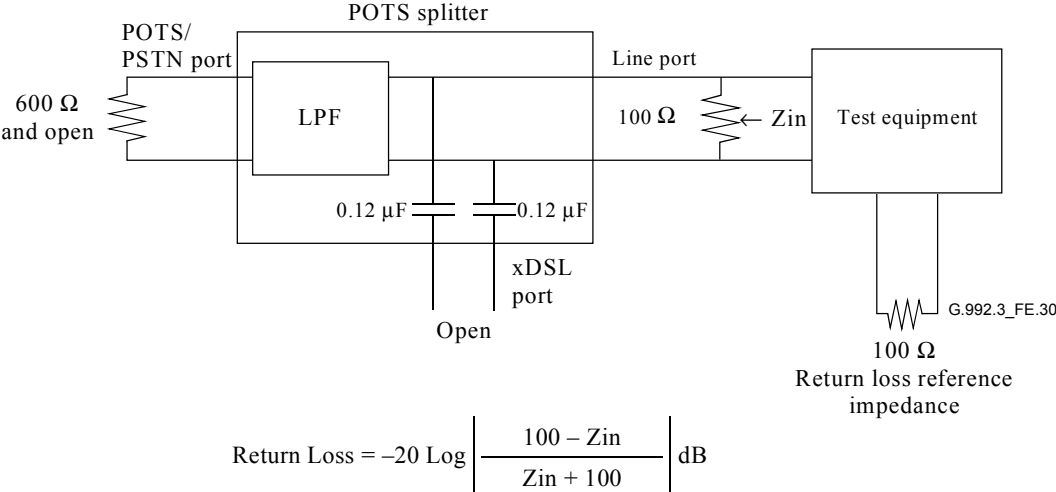 POTS splitter
POTS/
PSTN port
Line port
600 Ω
and open
LPF
100 Ω
← Zin
Test equipment
0.12 µF
0.12 µF
xDSL
port
Open
G.992.3_FE.30
100 Ω
Return loss reference
impedance
Return Loss = –20 Log | 100 – Zin / Zin + 100 | dB